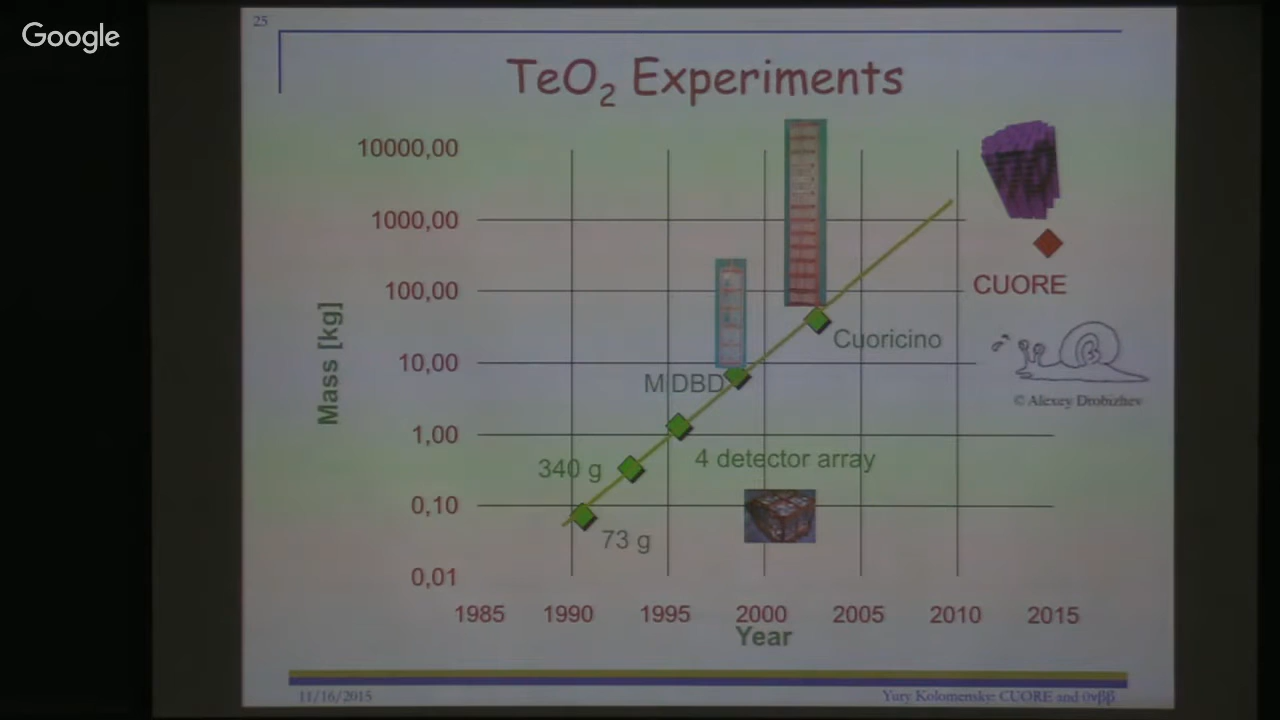 Google
25
TeO2 Experiments
10000,00
1000,00
100,00
10,00
1,00
0,10
0,01
Mass [kg]
CUORE
Cuoricino
MiDBD
© Alexey Drobizhev
340 g
4 detector array
73 g
1985 1990 1995 2000 2005 2010 2015
Year
11/16/2015
Yury Kolomensky: CUORE and 0νββ